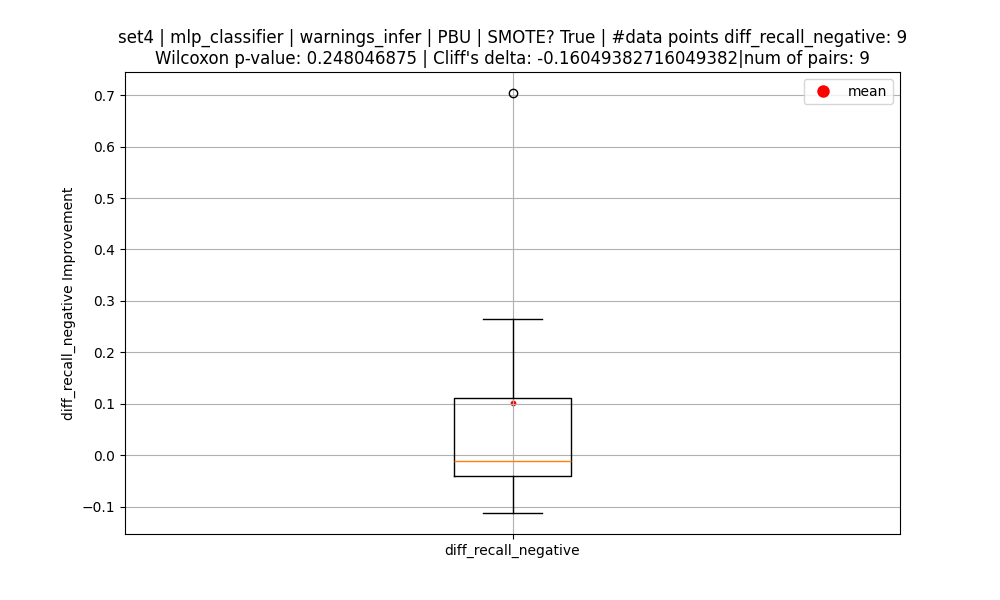 set4 | mlp_classifier | warnings_infer | PBU | SMOTE? True | #data points diff_recall_negative: 9
Wilcoxon p-value: 0.248046875 | Cliff's delta: -0.16049382716049382|num of pairs: 9
mean
diff_recall_negative Improvement
0.7
0.6
0.5
0.4
0.3
0.2
0.1
0.0
−0.1
diff_recall_negative